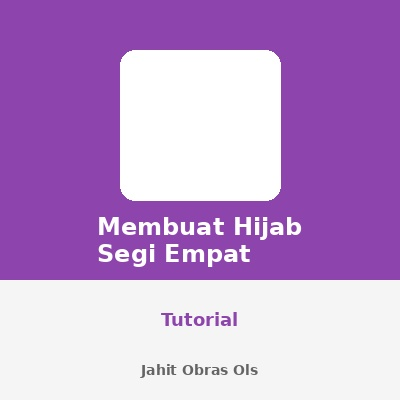 Membuat Hijab
Segi Empat
Tutorial
Jahit Obras Ols